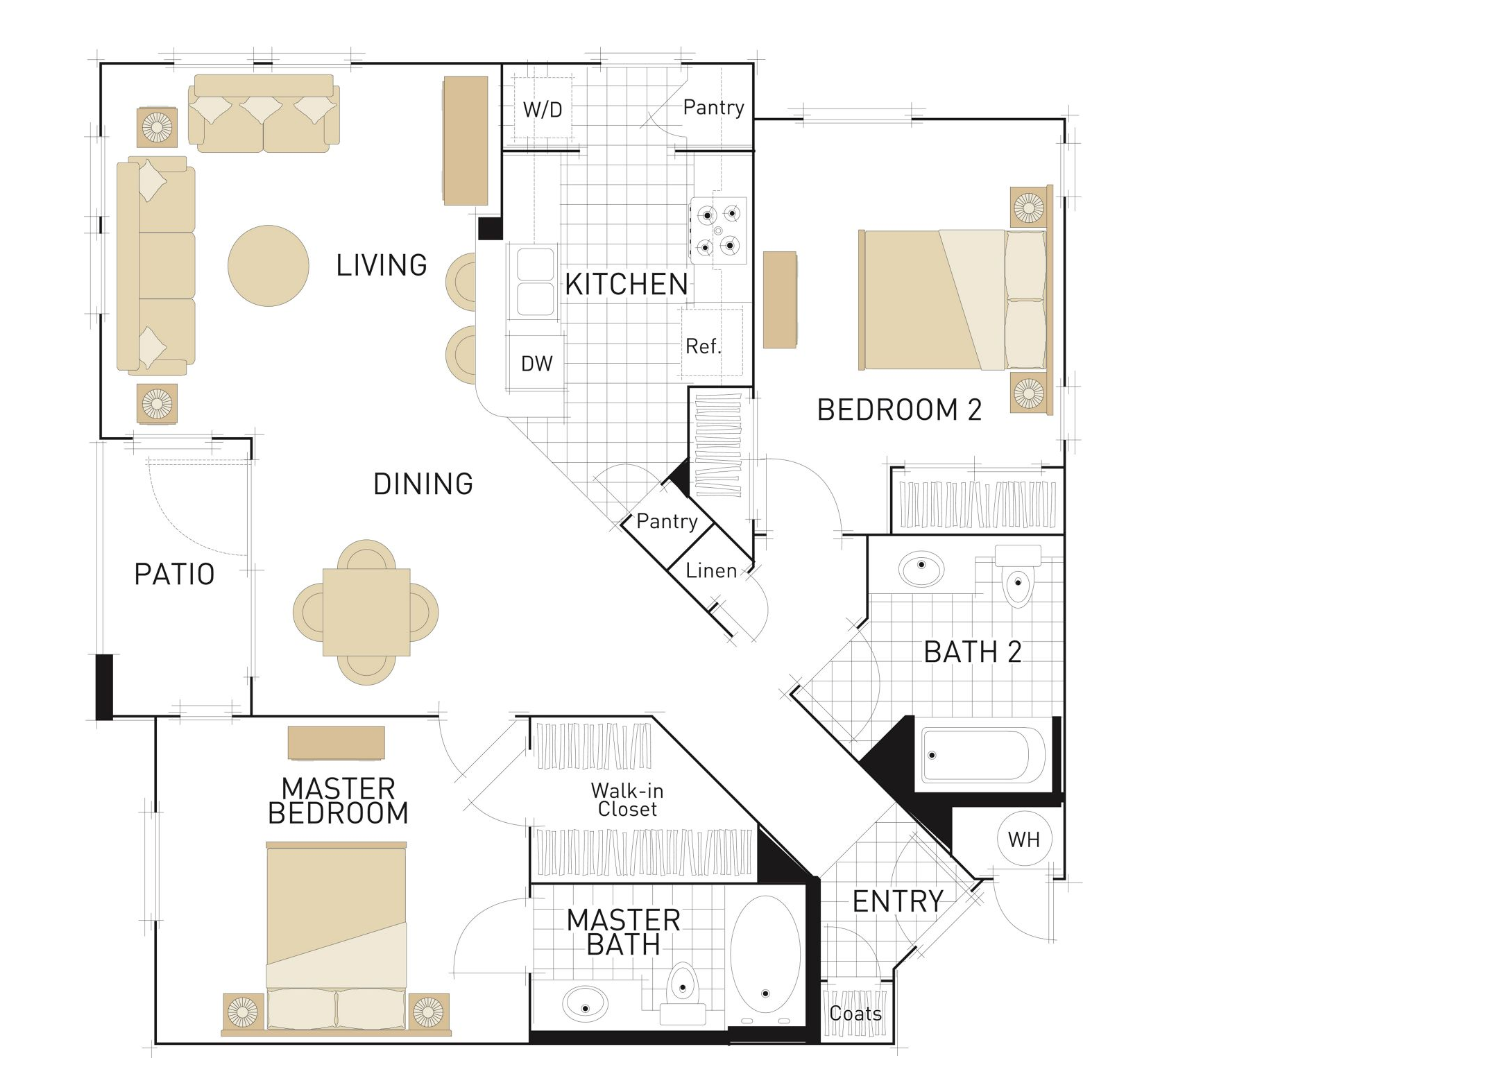 W/D
Pantry
LIVING
KITCHEN
Ref.
DW
BEDROOM 2
DINING
Pantry
Linen
PATIO
BATH 2
MASTER
BEDROOM
Walk-in
Closet
WH
ENTRY
MASTER
BATH
Coats